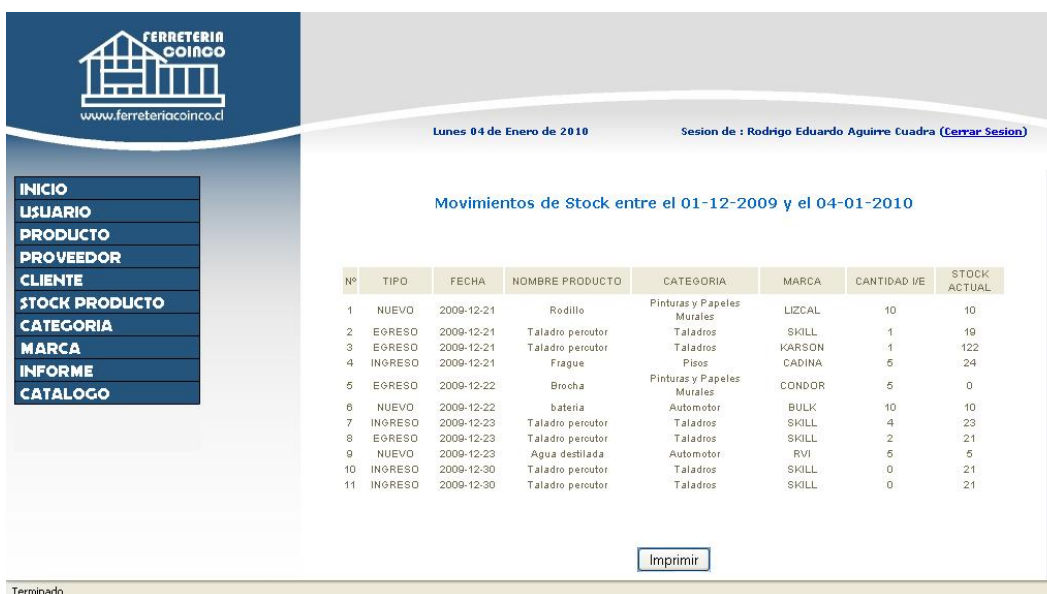 FERRETERIA
COINCO
www.ferreteriacoinco.cl
Lunes 04 de Enero de 2010 Sesion de : Rodrigo Eduardo Aguirre Cuadra (Cerrar Sesion)
INICIO
USUARIO
PRODUCTO
PROVEEDOR
CLIENTE
STOCK PRODUCTO
CATEGORIA
MARCA
INFORME
CATALOGO
Movimientos de Stock entre el 01-12-2009 y el 04-01-2010
Nº TIPO FECHA NOMBRE PRODUCTO CATEGORIA MARCA CANTIDAD I/E STOCK ACTUAL
1 NUEVO 2009-12-21 Rodillo Pinturas y Papeles Murales LIZCAL 10 10
2 EGRESO 2009-12-21 Taladro percutor Taladros SKILL 1 19
3 EGRESO 2009-12-21 Taladro percutor Taladros KARSON 1 122
4 INGRESO 2009-12-21 Frague Pisos CADINA 5 24
5 EGRESO 2009-12-22 Brocha Pinturas y Papeles Murales CONDOR 5 0
6 NUEVO 2009-12-22 bateria Automotor BULK 10 10
7 INGRESO 2009-12-23 Taladro percutor Taladros SKILL 4 23
8 EGRESO 2009-12-23 Taladro percutor Taladros SKILL 2 21
9 NUEVO 2009-12-23 Agua destilada Automotor RVI 5 5
10 INGRESO 2009-12-30 Taladro percutor Taladros SKILL 0 21
11 INGRESO 2009-12-30 Taladro percutor Taladros SKILL 0 21
Imprimir
Terminado